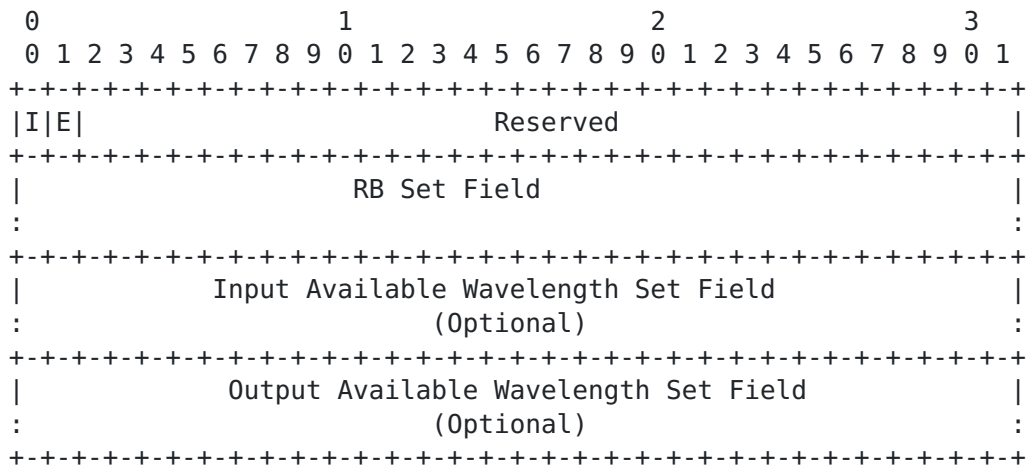 0                   1                   2                   3
 0 1 2 3 4 5 6 7 8 9 0 1 2 3 4 5 6 7 8 9 0 1 2 3 4 5 6 7 8 9 0 1
+-+-+-+-+-+-+-+-+-+-+-+-+-+-+-+-+-+-+-+-+-+-+-+-+-+-+-+-+-+-+-+-+
|I|E|                          Reserved                         |
+-+-+-+-+-+-+-+-+-+-+-+-+-+-+-+-+-+-+-+-+-+-+-+-+-+-+-+-+-+-+-+-+
|                     RB Set Field                              |
:                                                               :
+-+-+-+-+-+-+-+-+-+-+-+-+-+-+-+-+-+-+-+-+-+-+-+-+-+-+-+-+-+-+-+-+
|            Input Available Wavelength Set Field               |
:                          (Optional)                           :
+-+-+-+-+-+-+-+-+-+-+-+-+-+-+-+-+-+-+-+-+-+-+-+-+-+-+-+-+-+-+-+-+
|             Output Available Wavelength Set Field             |
:                          (Optional)                           :
+-+-+-+-+-+-+-+-+-+-+-+-+-+-+-+-+-+-+-+-+-+-+-+-+-+-+-+-+-+-+-+-+